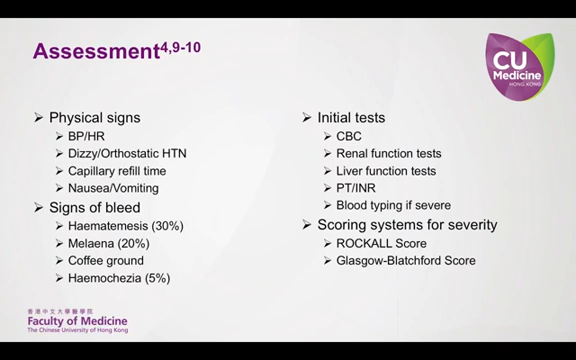 Assessment4,9-10
CU
Medicine
HONG KONG
Physical signs
BP/HR
Dizzy/Orthostatic HTN
Capillary refill time
Nausea/Vomiting
Signs of bleed
Haematemesis (30%)
Melaena (20%)
Coffee ground
Haemochezia (5%)
Initial tests
CBC
Renal function tests
Liver function tests
PT/INR
Blood typing if severe
Scoring systems for severity
ROCKALL Score
Glasgow-Blatchford Score
香港中文大學醫學院
Faculty of Medicine
The Chinese University of Hong Kong